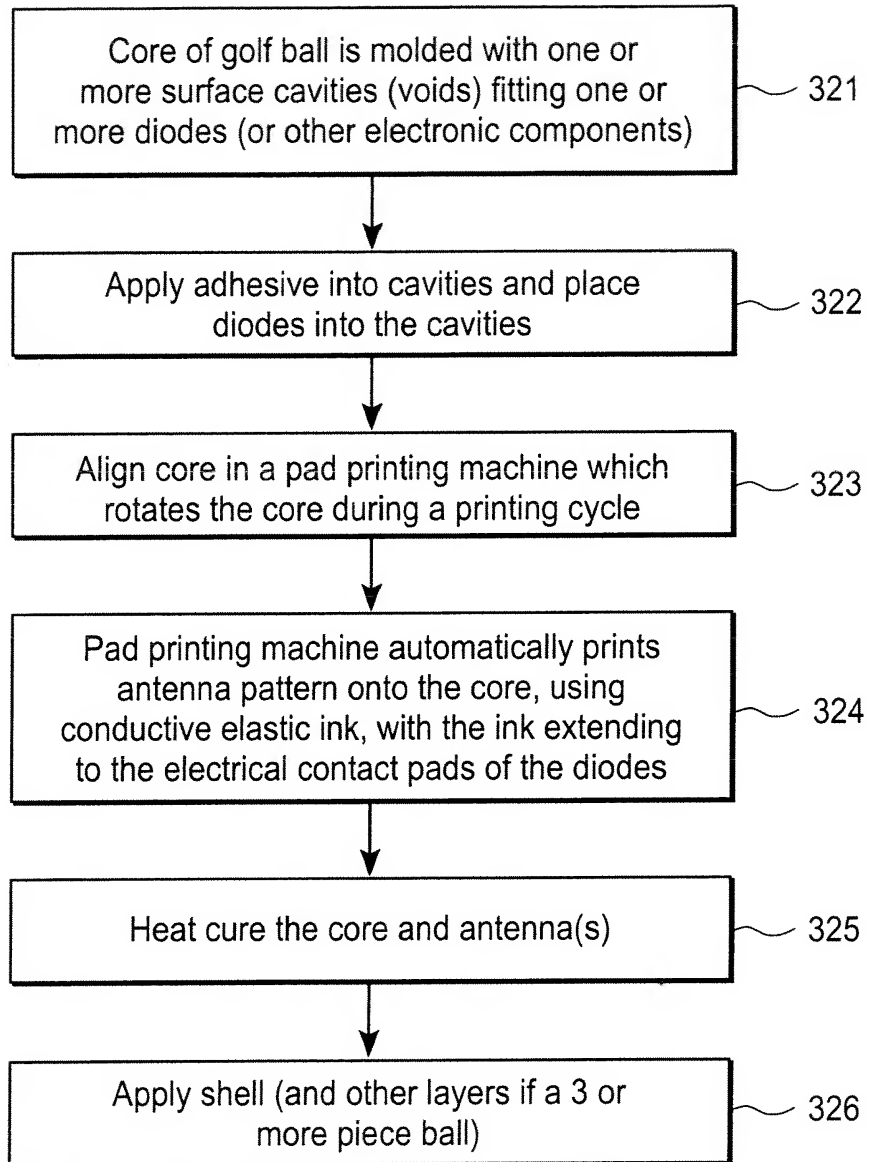 Core of golf ball is molded with one or
more surface cavities (voids) fitting one or
more diodes (or other electronic components)
321
Apply adhesive into cavities and place
diodes into the cavities
322
Align core in a pad printing machine which
rotates the core during a printing cycle
323
Pad printing machine automatically prints
antenna pattern onto the core, using
conductive elastic ink, with the ink extending
to the electrical contact pads of the diodes
324
Heat cure the core and antenna(s)
325
Apply shell (and other layers if a 3 or
more piece ball)
326